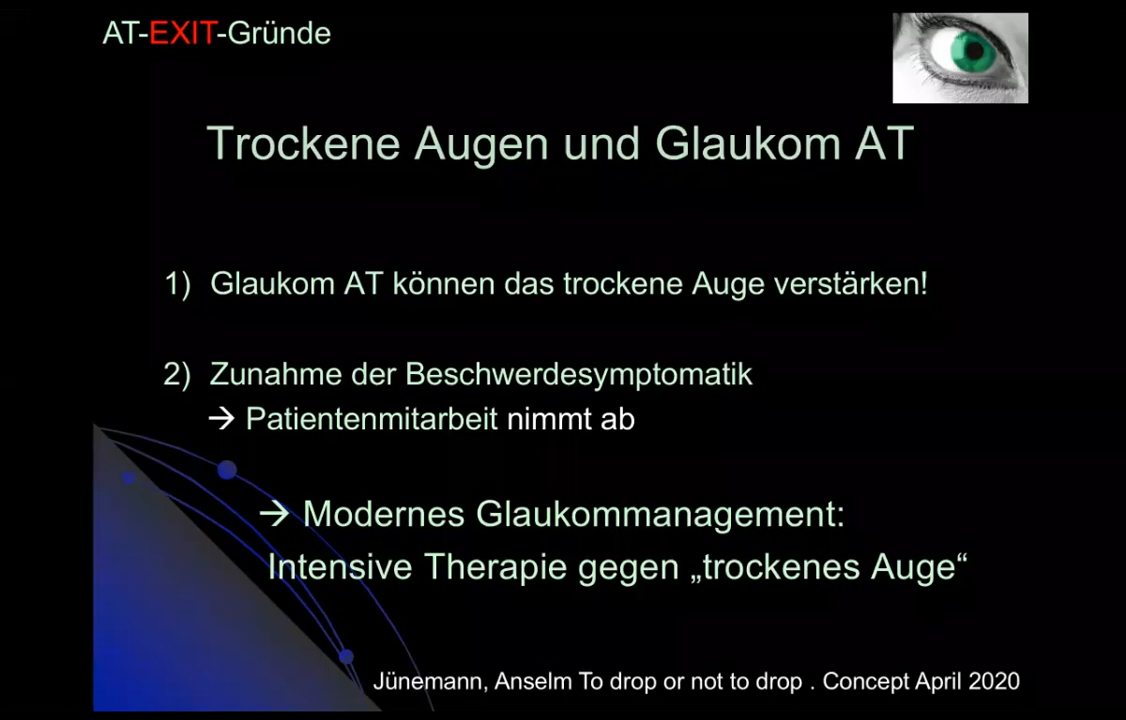 AT-EXIT-Gründe
Trockene Augen und Glaukom AT
1) Glaukom AT können das trockene Auge verstärken!
2) Zunahme der Beschwerdesymptomatik
→ Patientenmitarbeit nimmt ab
→ Modernes Glaukommanagement:
Intensive Therapie gegen „trockenes Auge“
Jünemann, Anselm To drop or not to drop . Concept April 2020